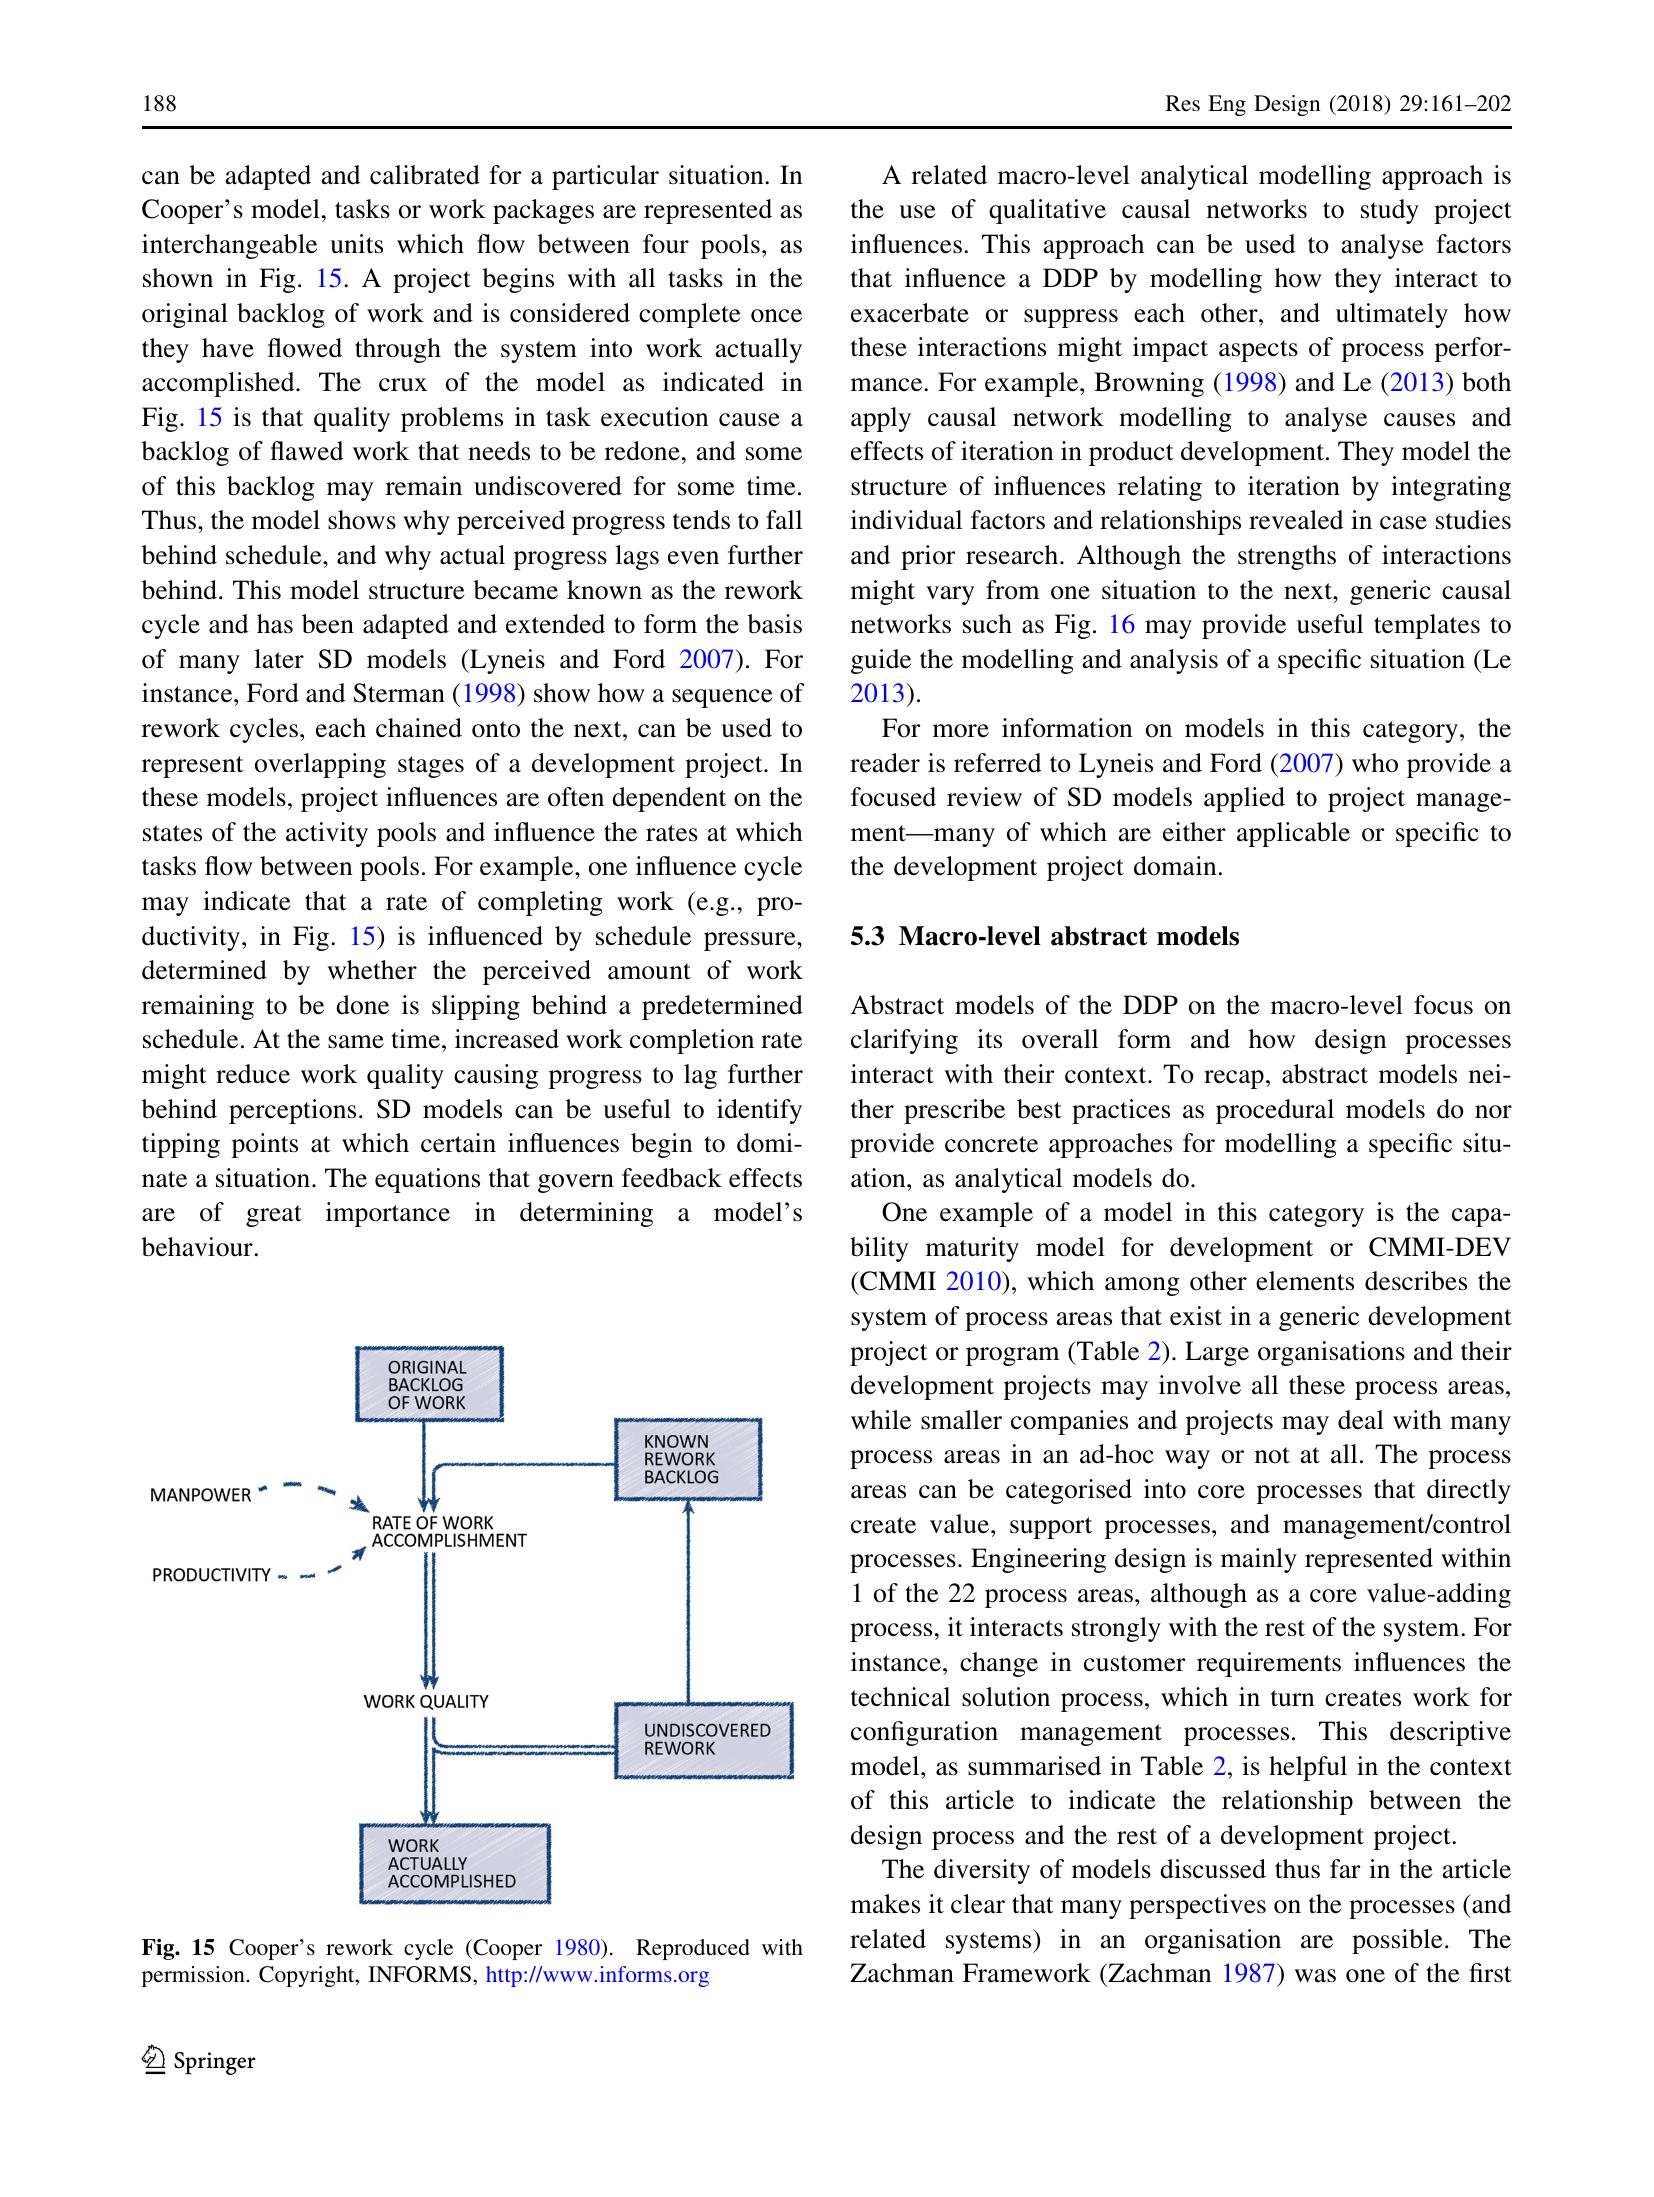 188
Res Eng Design (2018) 29:161–202
can be adapted and calibrated for a particular situation. In
Cooper's model, tasks or work packages are represented as
interchangeable units which flow between four pools, as
shown in Fig. 15. A project begins with all tasks in the
original backlog of work and is considered complete once
they have flowed through the system into work actually
accomplished. The crux of the model as indicated in
Fig. 15 is that quality problems in task execution cause a
backlog of flawed work that needs to be redone, and some
of this backlog may remain undiscovered for some time.
Thus, the model shows why perceived progress tends to fall
behind schedule, and why actual progress lags even further
behind. This model structure became known as the rework
cycle and has been adapted and extended to form the basis
of many later SD models (Lyneis and Ford 2007). For
instance, Ford and Sterman (1998) show how a sequence of
rework cycles, each chained onto the next, can be used to
represent overlapping stages of a development project. In
these models, project influences are often dependent on the
states of the activity pools and influence the rates at which
tasks flow between pools. For example, one influence cycle
may indicate that a rate of completing work (e.g., pro-
ductivity, in Fig. 15) is influenced by schedule pressure,
determined by whether the perceived amount of work
remaining to be done is slipping behind a predetermined
schedule. At the same time, increased work completion rate
might reduce work quality causing progress to lag further
behind perceptions. SD models can be useful to identify
tipping points at which certain influences begin to domi-
nate a situation. The equations that govern feedback effects
are of great importance in determining a model's
behaviour.
ORIGINAL
BACKLOG
OF WORK
KNOWN
REWORK
BACKLOG
MANPOWER
RATE OF WORK
ACCOMPLISHMENT
PRODUCTIVITY
WORK QUALITY
UNDISCOVERED
REWORK
WORK
ACTUALLY
ACCOMPLISHED
Fig. 15 Cooper's rework cycle (Cooper 1980). Reproduced with
permission. Copyright, INFORMS, http://www.informs.org
A related macro-level analytical modelling approach is
the use of qualitative causal networks to study project
influences. This approach can be used to analyse factors
that influence a DDP by modelling how they interact to
exacerbate or suppress each other, and ultimately how
these interactions might impact aspects of process perfor-
mance. For example, Browning (1998) and Le (2013) both
apply causal network modelling to analyse causes and
effects of iteration in product development. They model the
structure of influences relating to iteration by integrating
individual factors and relationships revealed in case studies
and prior research. Although the strengths of interactions
might vary from one situation to the next, generic causal
networks such as Fig. 16 may provide useful templates to
guide the modelling and analysis of a specific situation (Le
2013).
For more information on models in this category, the
reader is referred to Lyneis and Ford (2007) who provide a
focused review of SD models applied to project manage-
ment—many of which are either applicable or specific to
the development project domain.
5.3 Macro-level abstract models
Abstract models of the DDP on the macro-level focus on
clarifying its overall form and how design processes
interact with their context. To recap, abstract models nei-
ther prescribe best practices as procedural models do nor
provide concrete approaches for modelling a specific situ-
ation, as analytical models do.
One example of a model in this category is the capa-
bility maturity model for development or CMMI-DEV
(CMMI 2010), which among other elements describes the
system of process areas that exist in a generic development
project or program (Table 2). Large organisations and their
development projects may involve all these process areas,
while smaller companies and projects may deal with many
process areas in an ad-hoc way or not at all. The process
areas can be categorised into core processes that directly
create value, support processes, and management/control
processes. Engineering design is mainly represented within
1 of the 22 process areas, although as a core value-adding
process, it interacts strongly with the rest of the system. For
instance, change in customer requirements influences the
technical solution process, which in turn creates work for
configuration management processes. This descriptive
model, as summarised in Table 2, is helpful in the context
of this article to indicate the relationship between the
design process and the rest of a development project.
The diversity of models discussed thus far in the article
makes it clear that many perspectives on the processes (and
related systems) in an organisation are possible. The
Zachman Framework (Zachman 1987) was one of the first
Springer